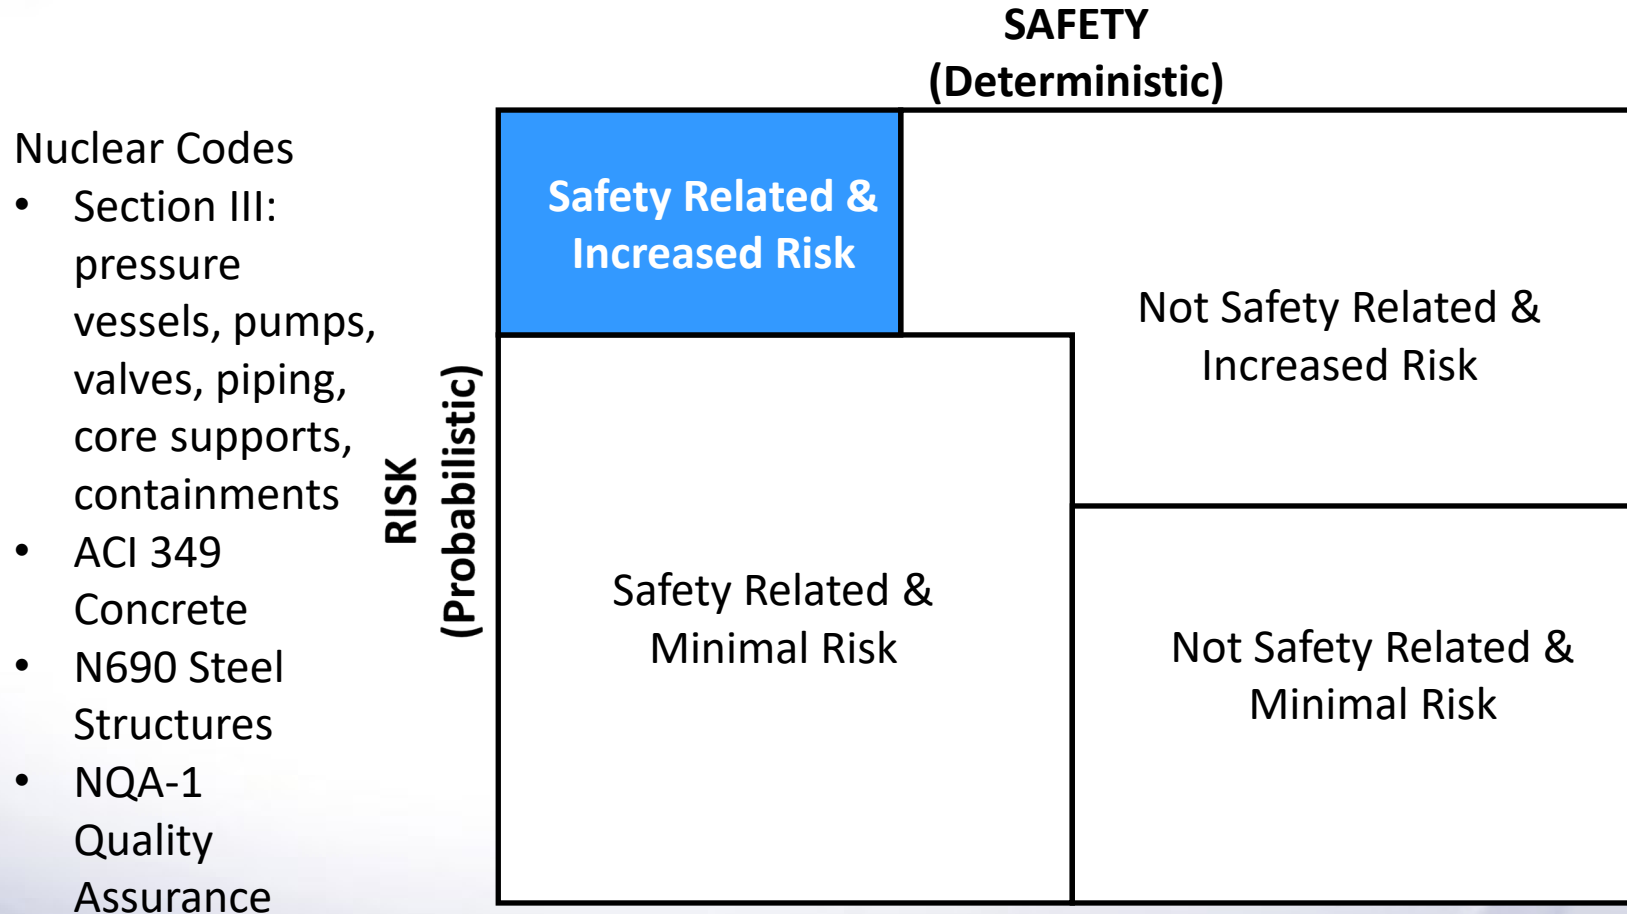 SAFETY
(Deterministic)
Nuclear Codes
• Section III:
pressure
vessels, pumps,
valves, piping,
core supports,
containments
• ACI 349
Concrete
• N690 Steel
Structures
• NQA-1
Quality
Assurance
RISK
(Probabilistic)
Safety Related &
Increased Risk
Not Safety Related &
Increased Risk
Safety Related &
Minimal Risk
Not Safety Related &
Minimal Risk